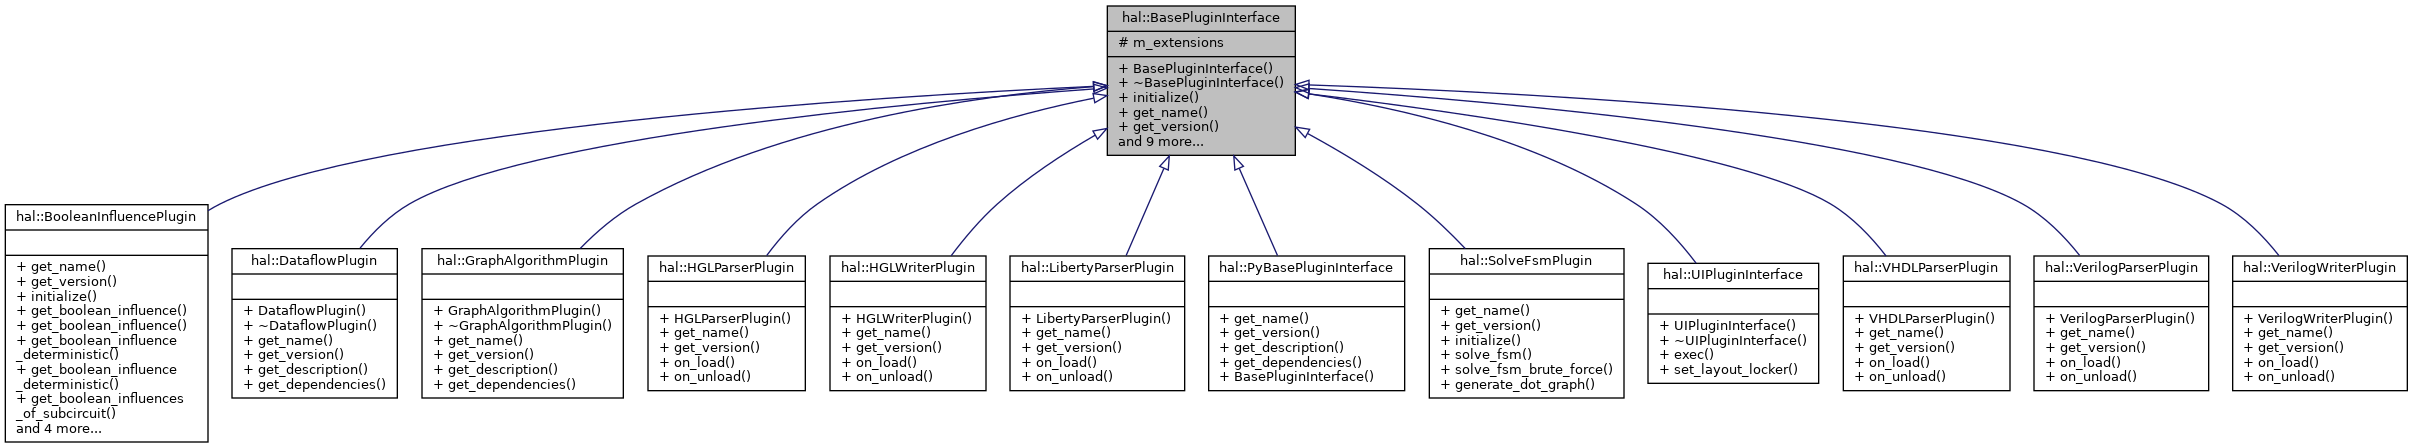 hal::BasePluginInterface
# m_extensions
+ BasePluginInterface()
+ ~BasePluginInterface()
+ initialize()
+ get_name()
+ get_version()
and 9 more...
hal::BooleanInfluencePlugin
+ get_name()
+ get_version()
+ initialize()
+ get_boolean_influence()
+ get_boolean_influence()
+ get_boolean_influence
_deterministic()
+ get_boolean_influence
_deterministic()
+ get_boolean_influences
_of_subcircuit()
and 4 more...
hal::DataflowPlugin
+ DataflowPlugin()
+ ~DataflowPlugin()
+ get_name()
+ get_version()
+ get_description()
+ get_dependencies()
hal::GraphAlgorithmPlugin
+ GraphAlgorithmPlugin()
+ ~GraphAlgorithmPlugin()
+ get_name()
+ get_version()
+ get_description()
+ get_dependencies()
hal::HGLParserPlugin
+ HGLParserPlugin()
+ get_name()
+ get_version()
+ on_load()
+ on_unload()
hal::HGLWriterPlugin
+ HGLWriterPlugin()
+ get_name()
+ get_version()
+ on_load()
+ on_unload()
hal::LibertyParserPlugin
+ LibertyParserPlugin()
+ get_name()
+ get_version()
+ on_load()
+ on_unload()
hal::PyBasePluginInterface
+ get_name()
+ get_version()
+ get_description()
+ get_dependencies()
+ BasePluginInterface()
hal::SolveFsmPlugin
+ get_name()
+ get_version()
+ initialize()
+ solve_fsm()
+ solve_fsm_brute_force()
+ generate_dot_graph()
hal::UIPluginInterface
+ UIPluginInterface()
+ ~UIPluginInterface()
+ exec()
+ set_layout_locker()
hal::VHDLParserPlugin
+ VHDLParserPlugin()
+ get_name()
+ get_version()
+ on_load()
+ on_unload()
hal::VerilogParserPlugin
+ VerilogParserPlugin()
+ get_name()
+ get_version()
+ on_load()
+ on_unload()
hal::VerilogWriterPlugin
+ VerilogWriterPlugin()
+ get_name()
+ get_version()
+ on_load()
+ on_unload()